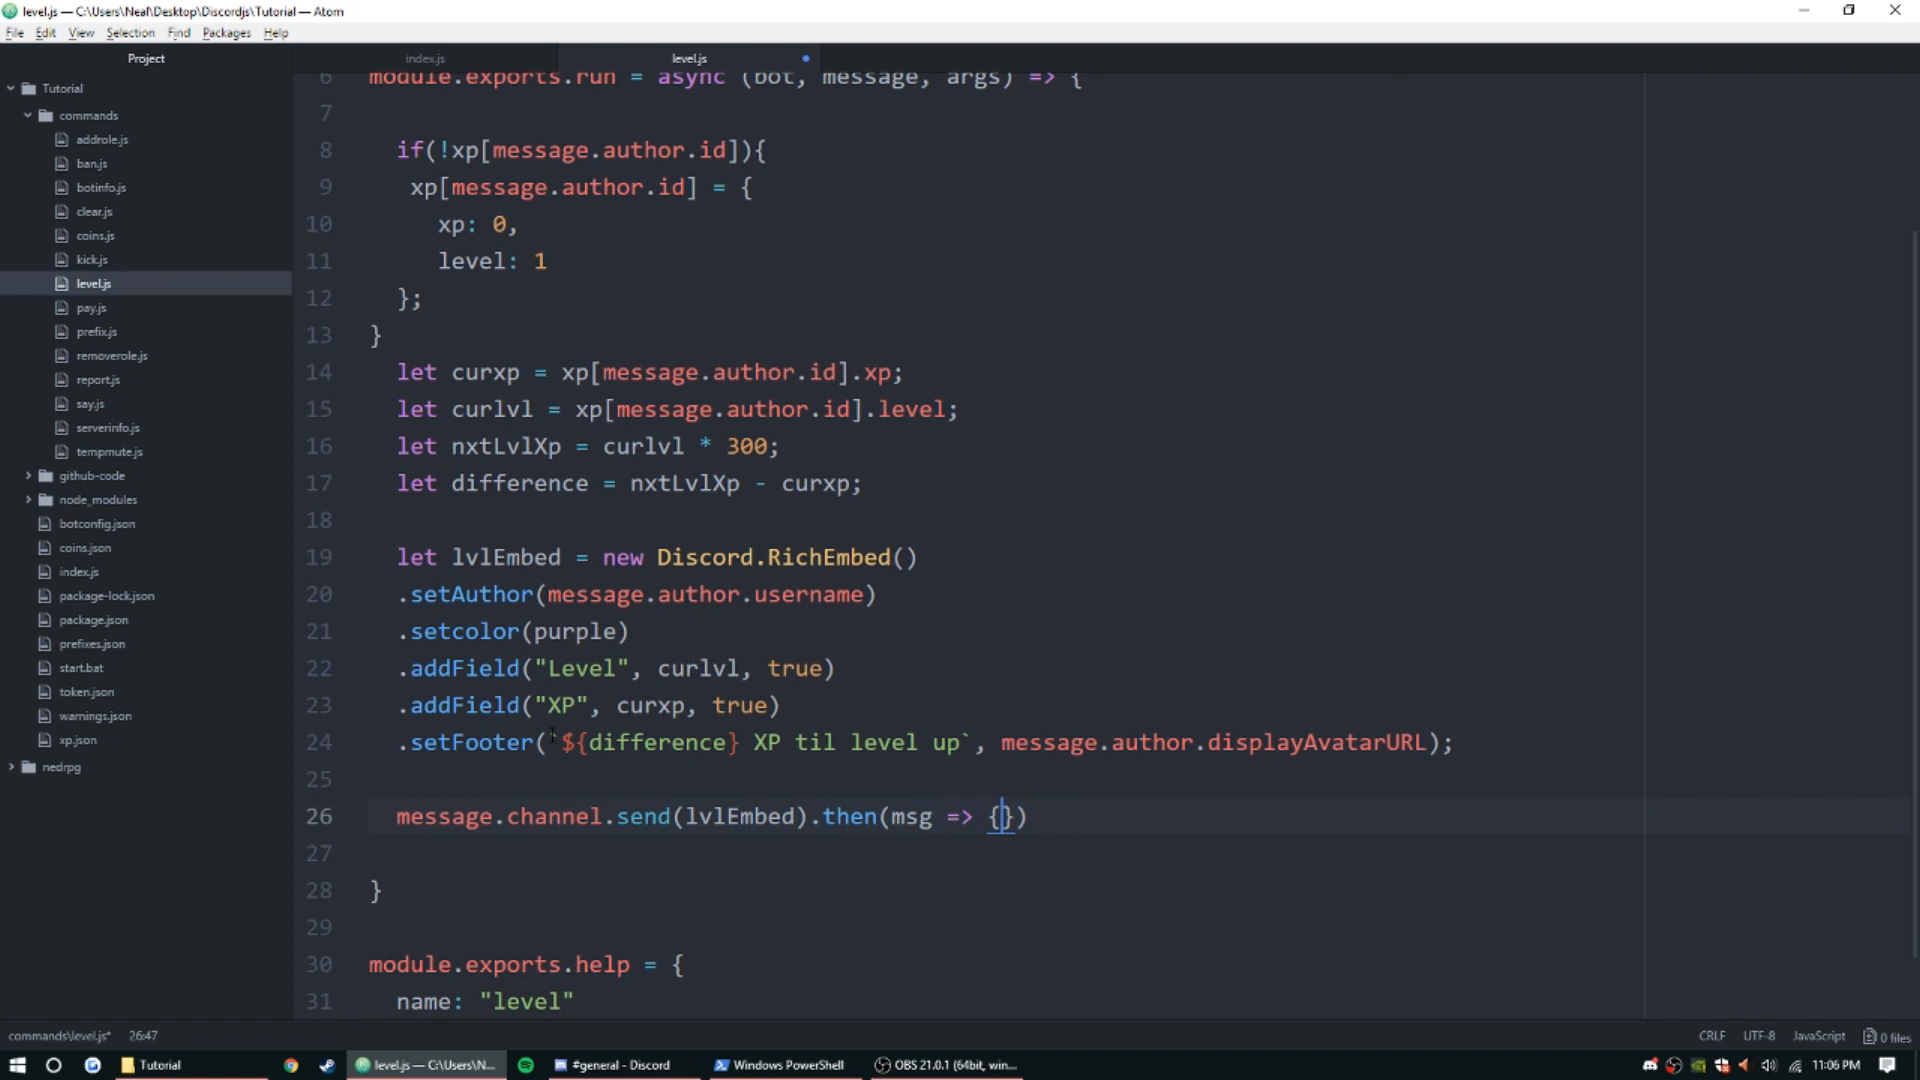 level.js — C:\Users\Neal\Desktop\Discordjs\Tutorial — Atom
File Edit View Selection Find Packages Help
Project
index.js
level.js
Tutorial
commands
addrole.js
ban.js
botinfo.js
clear.js
coins.js
kick.js
level.js
pay.js
prefix.js
removerole.js
report.js
say.js
serverinfo.js
tempmute.js
github-code
node_modules
botconfig.json
coins.json
index.js
package-lock.json
package.json
prefixes.json
start.bat
token.json
warnings.json
xp.json
nedrpg
6 module.exports.run = async (bot, message, args) => {
7
8 if(!xp[message.author.id]){
9 xp[message.author.id] = {
10 xp: 0,
11 level: 1
12 };
13 }
14 let curxp = xp[message.author.id].xp;
15 let curlvl = xp[message.author.id].level;
16 let nxtLvlXp = curlvl * 300;
17 let difference = nxtLvlXp - curxp;
18
19 let lvlEmbed = new Discord.RichEmbed()
20 .setAuthor(message.author.username)
21 .setcolor(purple)
22 .addField("Level", curlvl, true)
23 .addField("XP", curxp, true)
24 .setFooter(`${difference} XP til level up`, message.author.displayAvatarURL);
25
26 message.channel.send(lvlEmbed).then(msg => {})
27
28 }
29
30 module.exports.help = {
31 name: "level"
commands\level.js* 26:47
CRLF UTF-8 JavaScript 0 files
Tutorial
level.js — C:\Users\N...
#general - Discord
Windows PowerShell
OBS 21.0.1 (64bit, win...
11:06 PM